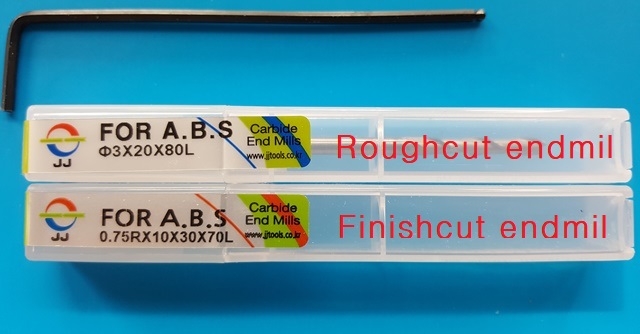 FOR A.B.S
Φ3X20X80L
JJ
Carbide
End Mills
www.jjtools.co.kr
Roughcut endmil
FOR A.B.S
0.75RX10X30X70L
JJ
Carbide
End Mills
www.jjtools.co.kr
Finishcut endmil